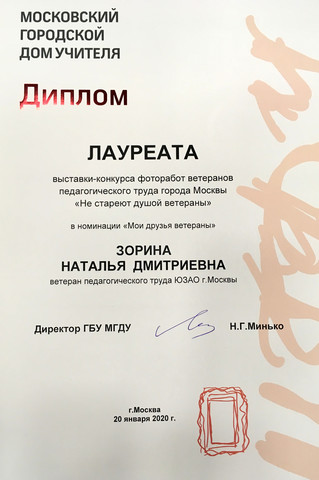 МОСКОВСКИЙ
ГОРОДСКОЙ
ДОМ УЧИТЕЛЯ
Диплом
ЛАУРЕАТА
выставки-конкурса фоторабот ветеранов
педагогического труда города Москвы
«Не стареют душой ветераны»
в номинации «Мои друзья ветераны»
ЗОРИНА
НАТАЛЬЯ ДМИТРИЕВНА
ветеран педагогического труда ЮЗАО г.Москвы
Директор ГБУ МГДУ Н.Г.Минько
г.Москва
20 января 2020 г.